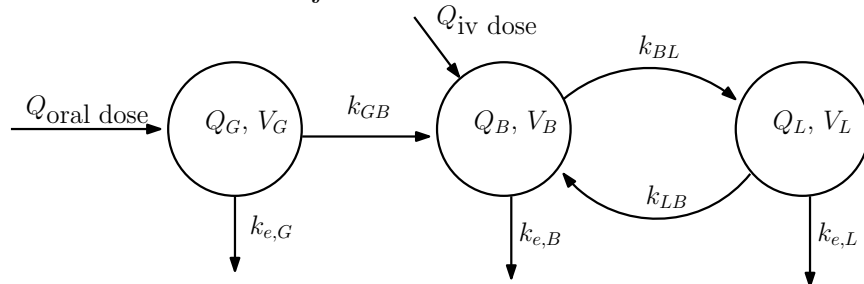 Q_iv dose
k_BL
Q_oral dose
k_GB
Q_G, V_G
Q_B, V_B
Q_L, V_L
k_LB
k_e,G
k_e,B
k_e,L